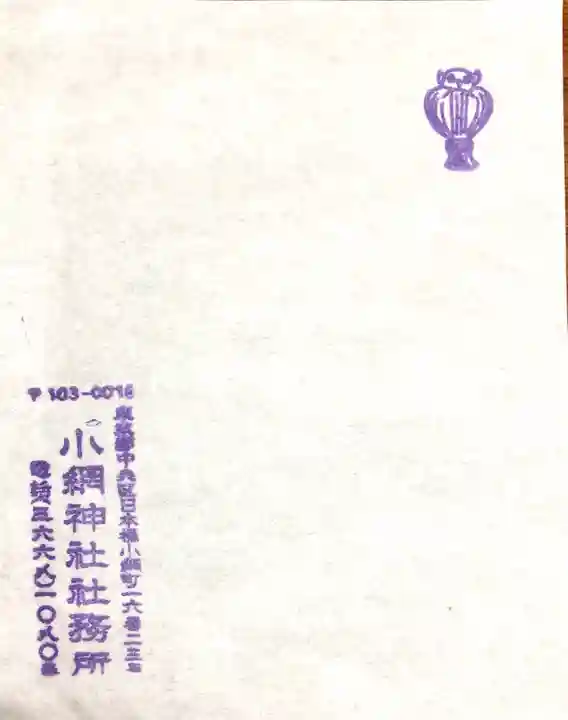 〒103-0016
東京都中央区日本橋小網町一六番二三号
小網神社社務所
電話三六六八一〇八〇番